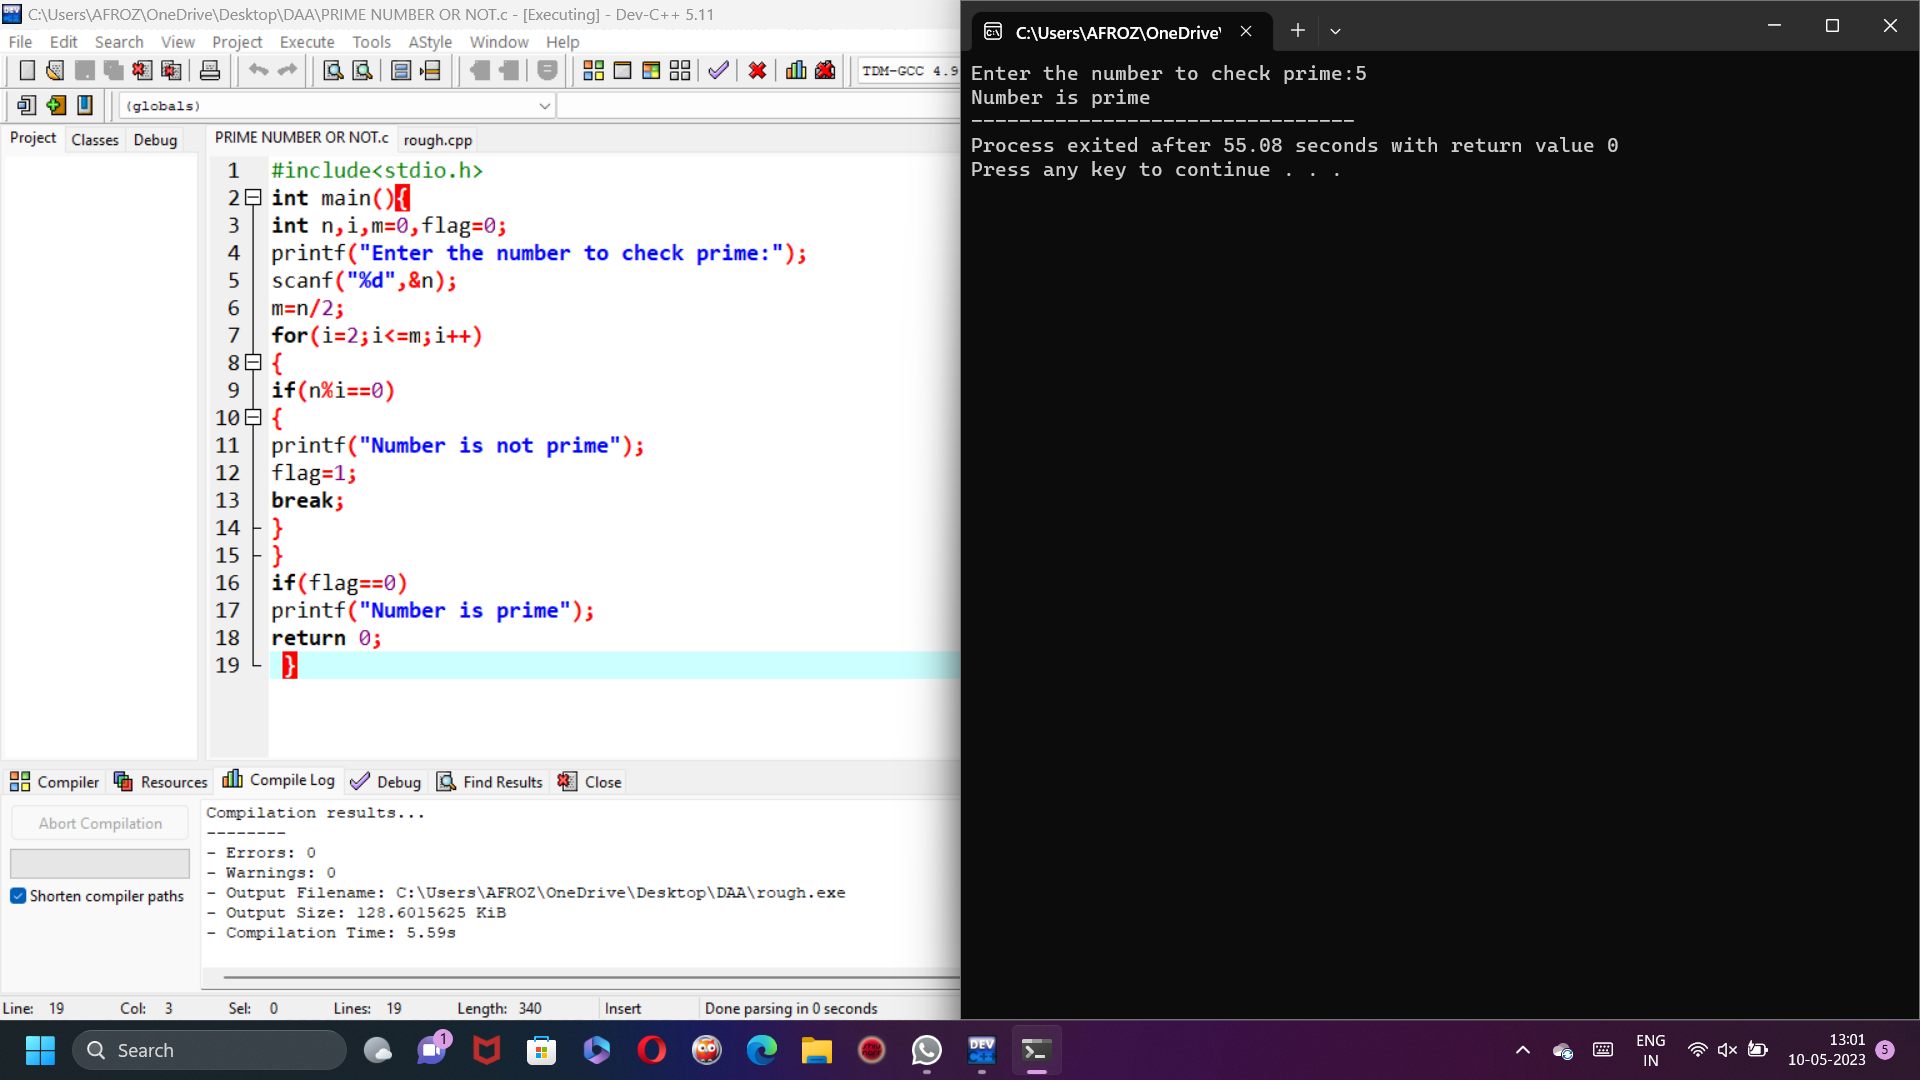 C:\Users\AFROZ\OneDrive\Desktop\DAA\PRIME NUMBER OR NOT.c - [Executing] - Dev-C++ 5.11
File Edit Search View Project Execute Tools AStyle Window Help
TDM-GCC 4.9
(globals)
Project Classes Debug
PRIME NUMBER OR NOT.c rough.cpp
1 #include<stdio.h>
2 int main(){
3 int n,i,m=0,flag=0;
4 printf("Enter the number to check prime:");
5 scanf("%d",&n);
6 m=n/2;
7 for(i=2;i<=m;i++)
8 {
9 if(n%i==0)
10 {
11 printf("Number is not prime");
12 flag=1;
13 break;
14 }
15 }
16 if(flag==0)
17 printf("Number is prime");
18 return 0;
19 }
Compiler Resources Compile Log Debug Find Results Close
Abort Compilation
Shorten compiler paths
Compilation results...
--------
- Errors: 0
- Warnings: 0
- Output Filename: C:\Users\AFROZ\OneDrive\Desktop\DAA\rough.exe
- Output Size: 128.6015625 KiB
- Compilation Time: 5.59s
Line: 19 Col: 3 Sel: 0 Lines: 19 Length: 340 Insert Done parsing in 0 seconds
C:\Users\AFROZ\OneDrive\
Enter the number to check prime:5
Number is prime
--------------------------------
Process exited after 55.08 seconds with return value 0
Press any key to continue . . .
Search
1
DEV
C++
ENG
IN
13:01
10-05-2023
5